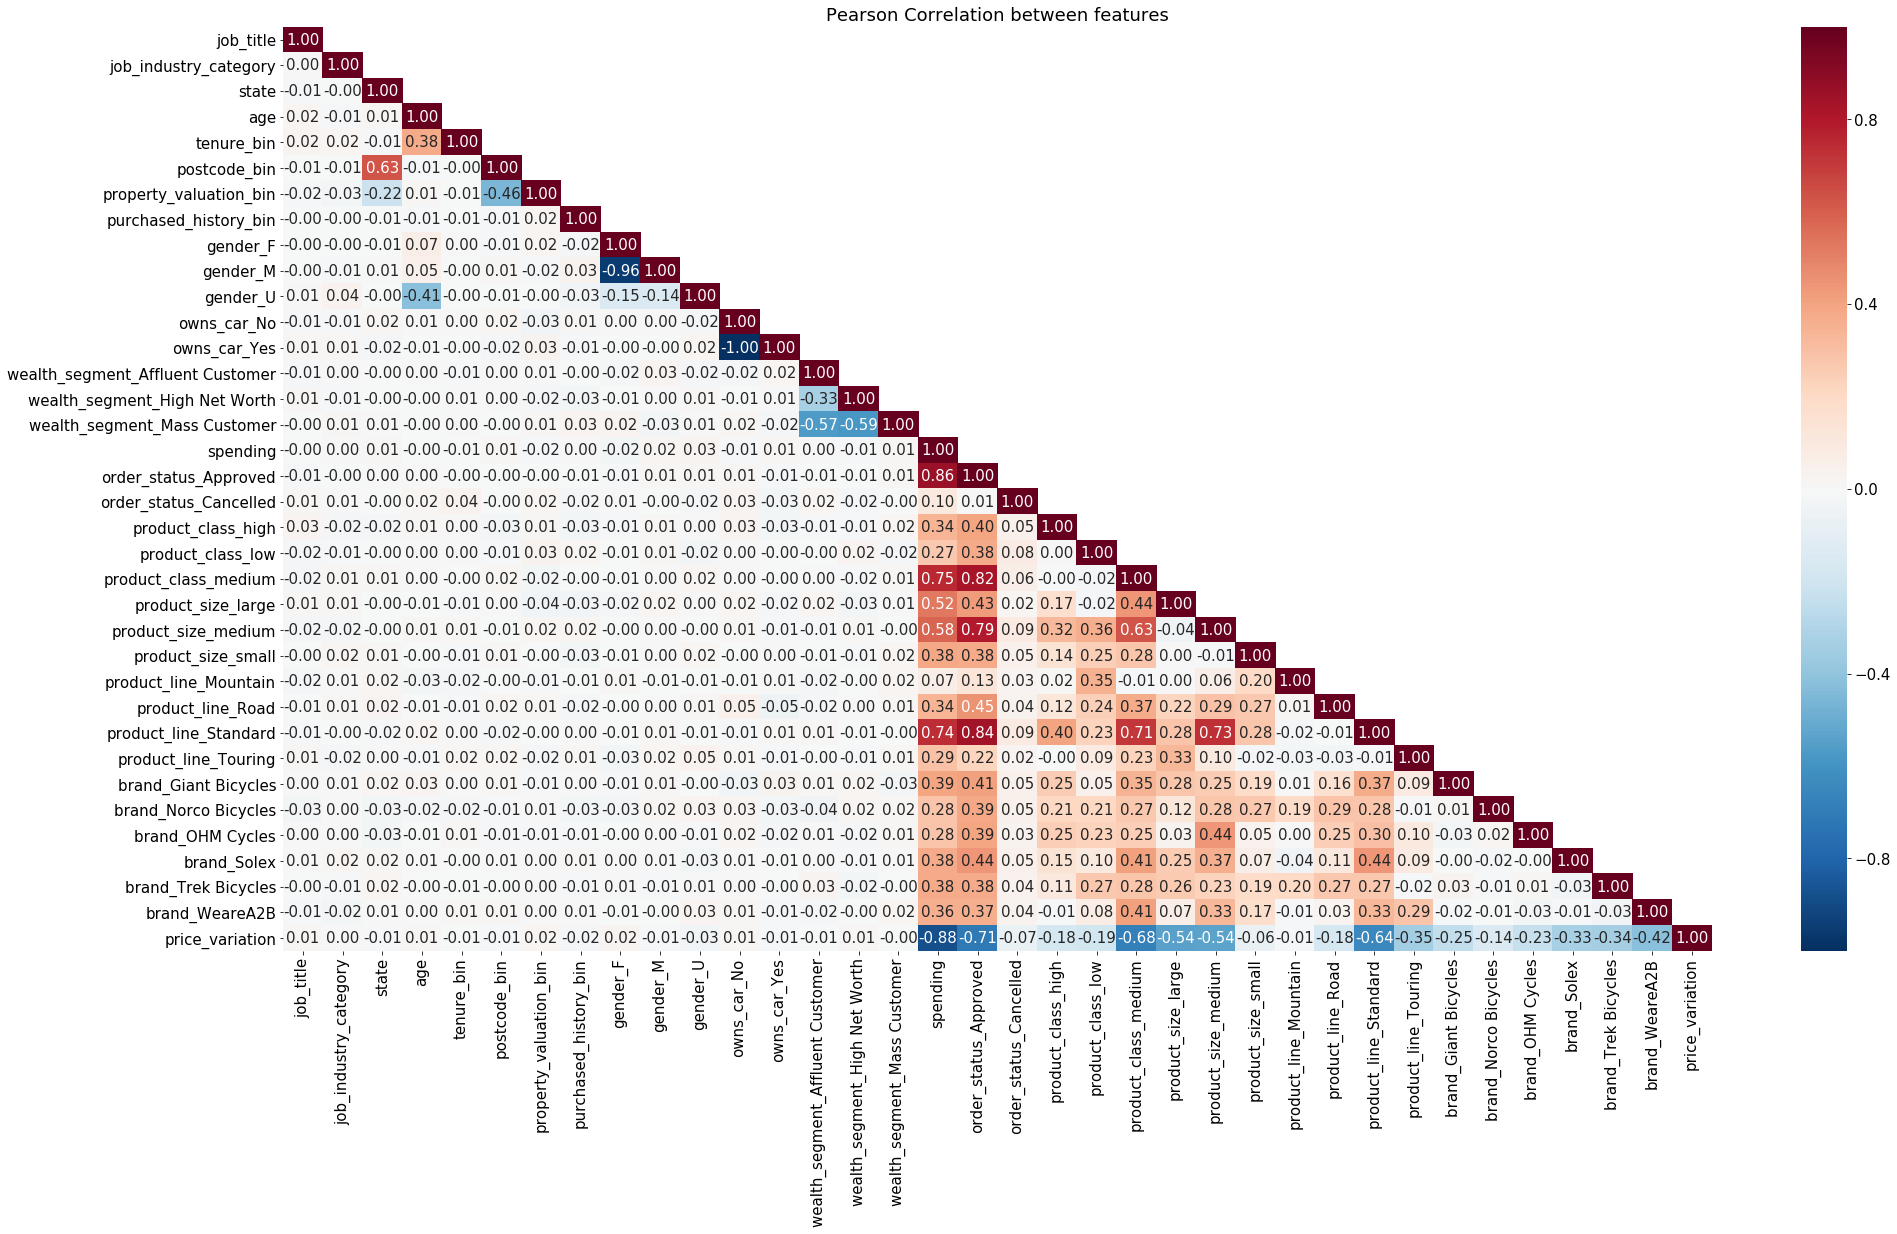 Pearson Correlation between features
job_title 1.00
job_industry_category 0.00 1.00
state -0.01 -0.00 1.00
age 0.02 -0.01 0.01 1.00
tenure_bin 0.02 0.02 -0.01 0.38 1.00
postcode_bin -0.01 -0.01 0.63 -0.01 -0.00 1.00
property_valuation_bin -0.02 -0.03 -0.22 0.01 -0.01 -0.46 1.00
purchased_history_bin -0.00 -0.00 -0.01 -0.01 -0.01 -0.01 0.02 1.00
gender_F -0.00 -0.00 -0.01 0.07 0.00 -0.01 0.02 -0.02 1.00
gender_M -0.00 -0.01 0.01 0.05 -0.00 0.01 -0.02 0.03 -0.96 1.00
gender_U 0.01 0.04 -0.00 -0.41 -0.00 -0.01 -0.00 -0.03 -0.15 -0.14 1.00
owns_car_No -0.01 -0.01 0.02 0.01 0.00 0.02 -0.03 0.01 0.00 0.00 -0.02 1.00
owns_car_Yes 0.01 0.01 -0.02 -0.01 -0.00 -0.02 0.03 -0.01 -0.00 -0.00 0.02 -1.00 1.00
wealth_segment_Affluent Customer -0.01 0.00 -0.00 0.00 -0.01 0.00 0.01 -0.00 -0.02 0.03 -0.02 -0.02 0.02 1.00
wealth_segment_High Net Worth 0.01 -0.01 -0.00 -0.00 0.01 0.00 -0.02 -0.03 -0.01 0.00 0.01 -0.01 0.01 -0.33 1.00
wealth_segment_Mass Customer -0.00 0.01 0.01 -0.00 -0.00 -0.00 0.01 0.03 0.02 -0.03 0.01 0.02 -0.02 -0.57 -0.59 1.00
spending -0.00 0.00 0.01 -0.00 -0.01 0.01 -0.02 0.00 -0.02 0.02 0.03 -0.01 0.01 0.00 -0.01 0.01 1.00
order_status_Approved -0.01 -0.00 0.00 0.00 -0.00 -0.00 -0.00 -0.01 -0.01 0.01 0.01 0.01 -0.01 -0.01 -0.01 0.01 0.86 1.00
order_status_Cancelled 0.01 0.01 -0.00 0.02 0.04 -0.00 0.02 -0.02 0.01 -0.00 -0.02 0.03 -0.03 0.02 -0.02 -0.00 0.10 0.01 1.00
product_class_high 0.03 -0.02 -0.02 0.01 0.00 -0.03 0.01 -0.03 -0.01 0.01 0.00 0.03 -0.03 -0.01 -0.01 0.02 0.34 0.40 0.05 1.00
product_class_low -0.02 -0.01 -0.00 0.00 0.00 -0.01 0.03 0.02 -0.01 0.01 -0.02 0.00 -0.00 -0.00 0.02 -0.02 0.27 0.38 0.08 0.00 1.00
product_class_medium -0.02 0.01 0.01 0.00 -0.00 0.02 -0.02 -0.00 -0.01 0.00 0.02 -0.00 0.00 0.00 -0.02 0.01 0.75 0.82 0.06 -0.00 -0.02 1.00
product_size_large 0.01 0.01 -0.00 -0.01 -0.01 0.00 -0.04 -0.03 -0.02 0.02 0.00 0.02 -0.02 0.02 -0.03 0.01 0.52 0.43 0.02 0.17 -0.02 0.44 1.00
product_size_medium -0.02 -0.02 -0.00 0.01 0.01 -0.01 0.02 0.02 -0.00 0.00 -0.00 0.01 -0.01 -0.01 0.01 -0.00 0.58 0.79 0.09 0.32 0.36 0.63 -0.04 1.00
product_size_small -0.00 0.02 0.01 -0.00 -0.01 0.01 -0.00 -0.03 -0.01 0.00 0.02 -0.00 0.00 -0.01 -0.01 0.02 0.38 0.38 0.05 0.14 0.25 0.28 0.00 -0.01 1.00
product_line_Mountain -0.02 0.01 0.02 -0.03 -0.02 -0.00 0.01 -0.01 0.01 -0.01 -0.01 -0.01 0.01 -0.02 -0.00 0.02 0.07 0.13 0.03 0.02 0.35 -0.01 0.00 0.06 0.20 1.00
product_line_Road -0.01 0.01 0.02 -0.01 -0.01 0.02 0.01 -0.02 -0.00 0.01 0.00 0.05 -0.05 -0.02 0.00 0.01 0.34 0.45 0.04 0.12 0.24 0.37 0.22 0.29 0.27 0.01 1.00
product_line_Standard -0.01 -0.00 -0.02 0.02 0.00 -0.02 -0.00 0.00 -0.01 0.01 -0.01 -0.01 0.01 0.01 -0.01 -0.00 0.74 0.84 0.09 0.40 0.23 0.71 0.28 0.73 0.28 -0.02 -0.01 1.00
product_line_Touring 0.01 -0.02 0.00 -0.01 0.02 0.02 -0.02 0.01 -0.03 0.02 0.05 0.01 -0.01 -0.00 -0.01 0.01 0.29 0.22 0.02 -0.00 0.09 0.33 0.33 0.10 -0.02 -0.03 -0.03 -0.01 1.00
brand_Giant Bicycles 0.00 0.01 0.02 0.03 0.00 0.01 -0.01 0.00 -0.01 0.01 -0.00 -0.03 0.03 0.01 0.02 -0.03 0.39 0.41 0.04 0.25 0.05 0.35 0.28 0.25 0.19 0.01 0.16 0.37 0.09 1.00
brand_Norco Bicycles -0.03 0.00 -0.03 -0.02 -0.02 -0.01 0.01 -0.03 -0.03 0.02 0.03 0.03 -0.03 -0.04 0.02 0.02 0.28 0.39 0.05 0.21 0.21 0.27 0.12 0.28 0.27 0.19 0.29 0.28 -0.01 0.01 1.00
brand_OHM Cycles 0.00 0.00 -0.03 -0.01 0.01 -0.01 -0.01 -0.01 -0.00 0.00 -0.01 0.02 -0.02 0.01 -0.02 0.01 0.28 0.39 0.03 0.25 0.23 0.25 0.03 0.44 0.05 0.00 0.25 0.30 0.10 -0.03 0.02 1.00
brand_Solex 0.01 0.02 0.02 0.01 -0.00 0.01 0.00 0.01 0.00 0.01 -0.03 0.01 -0.01 0.00 -0.01 0.01 0.38 0.44 0.05 0.15 0.10 0.41 0.25 0.37 0.07 -0.04 0.11 0.44 0.09 -0.00 -0.02 -0.00 1.00
brand_Trek Bicycles -0.00 -0.01 0.02 -0.00 -0.01 -0.00 -0.00 0.01 0.01 -0.01 0.01 0.00 -0.00 0.03 -0.02 -0.00 0.38 0.38 0.04 0.11 0.27 0.28 0.26 0.23 0.19 0.20 0.27 0.27 -0.02 0.03 -0.01 0.01 -0.03 1.00
brand_WeareA2B -0.01 -0.02 0.01 0.00 0.01 0.01 0.00 0.01 -0.01 -0.00 0.03 0.01 -0.01 -0.02 -0.00 0.02 0.36 0.37 0.04 -0.01 0.08 0.41 0.07 0.33 0.17 -0.01 0.03 0.33 0.29 -0.02 -0.01 -0.03 -0.01 -0.03 1.00
price_variation 0.01 0.00 -0.01 0.01 -0.01 -0.01 0.02 -0.02 0.02 -0.01 -0.03 0.01 -0.01 -0.01 0.01 -0.00 -0.88 -0.71 -0.07 -0.18 -0.19 -0.68 -0.54 -0.54 -0.06 -0.01 -0.18 -0.64 -0.35 -0.25 -0.14 -0.23 -0.33 -0.34 -0.42 1.00
job_title
job_industry_category
state
age
tenure_bin
postcode_bin
property_valuation_bin
purchased_history_bin
gender_F
gender_M
gender_U
owns_car_No
owns_car_Yes
wealth_segment_Affluent Customer
wealth_segment_High Net Worth
wealth_segment_Mass Customer
spending
order_status_Approved
order_status_Cancelled
product_class_high
product_class_low
product_class_medium
product_size_large
product_size_medium
product_size_small
product_line_Mountain
product_line_Road
product_line_Standard
product_line_Touring
brand_Giant Bicycles
brand_Norco Bicycles
brand_OHM Cycles
brand_Solex
brand_Trek Bicycles
brand_WeareA2B
price_variation
0.8
0.4
0.0
−0.4
−0.8